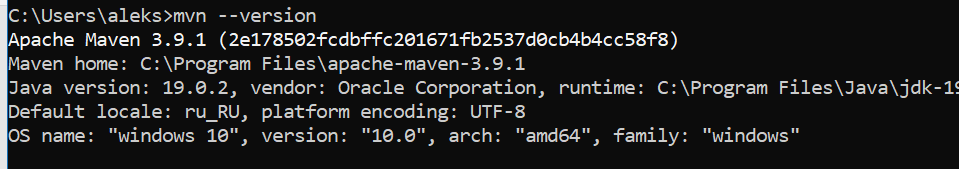 C:\Users\aleks>mvn --version
Apache Maven 3.9.1 (2e178502fcdbffc201671fb2537d0cb4b4cc58f8)
Maven home: C:\Program Files\apache-maven-3.9.1
Java version: 19.0.2, vendor: Oracle Corporation, runtime: C:\Program Files\Java\jdk-19
Default locale: ru_RU, platform encoding: UTF-8
OS name: "windows 10", version: "10.0", arch: "amd64", family: "windows"